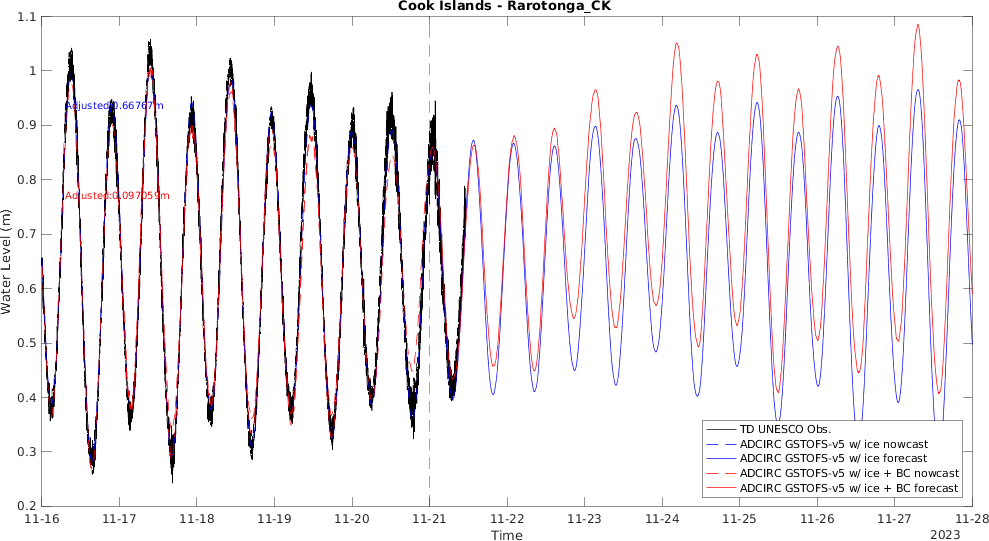 Cook Islands - Rarotonga_CK
1.1
1
0.9
0.8
0.7
0.6
0.5
0.4
0.3
0.2
Water Level (m)
Adjusted:0.66767m
Adjusted:0.097059m
TD UNESCO Obs.
ADCIRC GSTOFS-v5 w/ ice nowcast
ADCIRC GSTOFS-v5 w/ ice forecast
ADCIRC GSTOFS-v5 w/ ice + BC nowcast
ADCIRC GSTOFS-v5 w/ ice + BC forecast
11-16 11-17 11-18 11-19 11-20 11-21 11-22 11-23 11-24 11-25 11-26 11-27 11-28
Time
2023